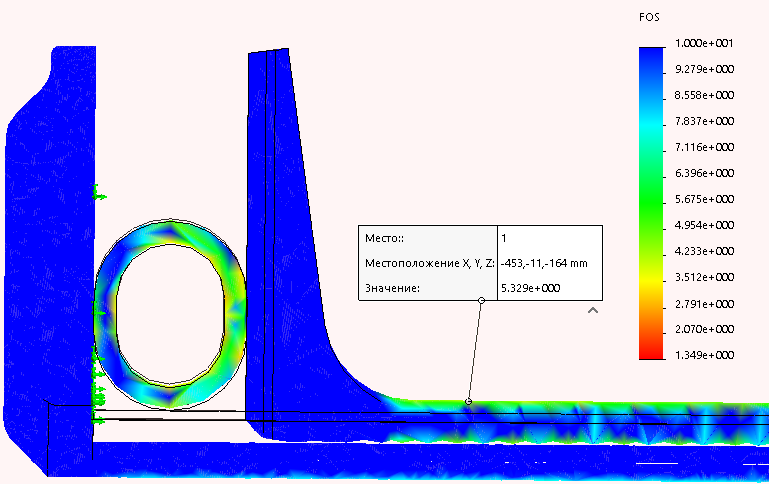 FOS
1.000e+001
9.279e+000
8.558e+000
7.837e+000
7.116e+000
6.396e+000
5.675e+000
4.954e+000
4.233e+000
3.512e+000
2.791e+000
2.070e+000
1.349e+000
Место:: 1
Местоположение X, Y, Z: -453,-11,-164 mm
Значение: 5.329e+000